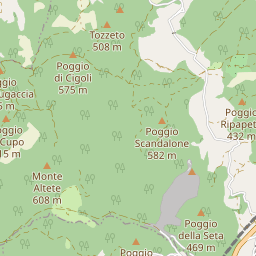 Tozzeto
508 m
Poggio
di Cigoli
575 m
Poggio
Scandalone
582 m
Poggio
432 m
Monte
Altete
608 m
Poggio
della Seta
469 m
Poggio